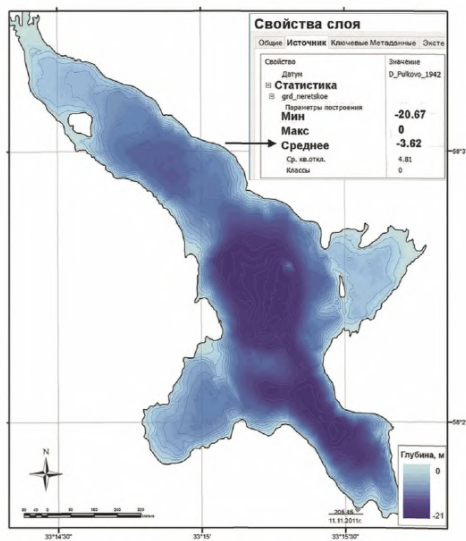 Свойства слоя
Общие Источник Ключевые Метаданные Эксте
Свойство Значение
Датум D_Pulkovo_1942
Статистика
grd_neretskoe
Параметры построения
Мин -20.67
Макс 0
Среднее -3.62
Ср. кв.откл. 4.81
Классы 0
58°3
58°2
N
Глубина, м
0
-21
11.11.2011г.
33°14'30 33°15' 33°15'30